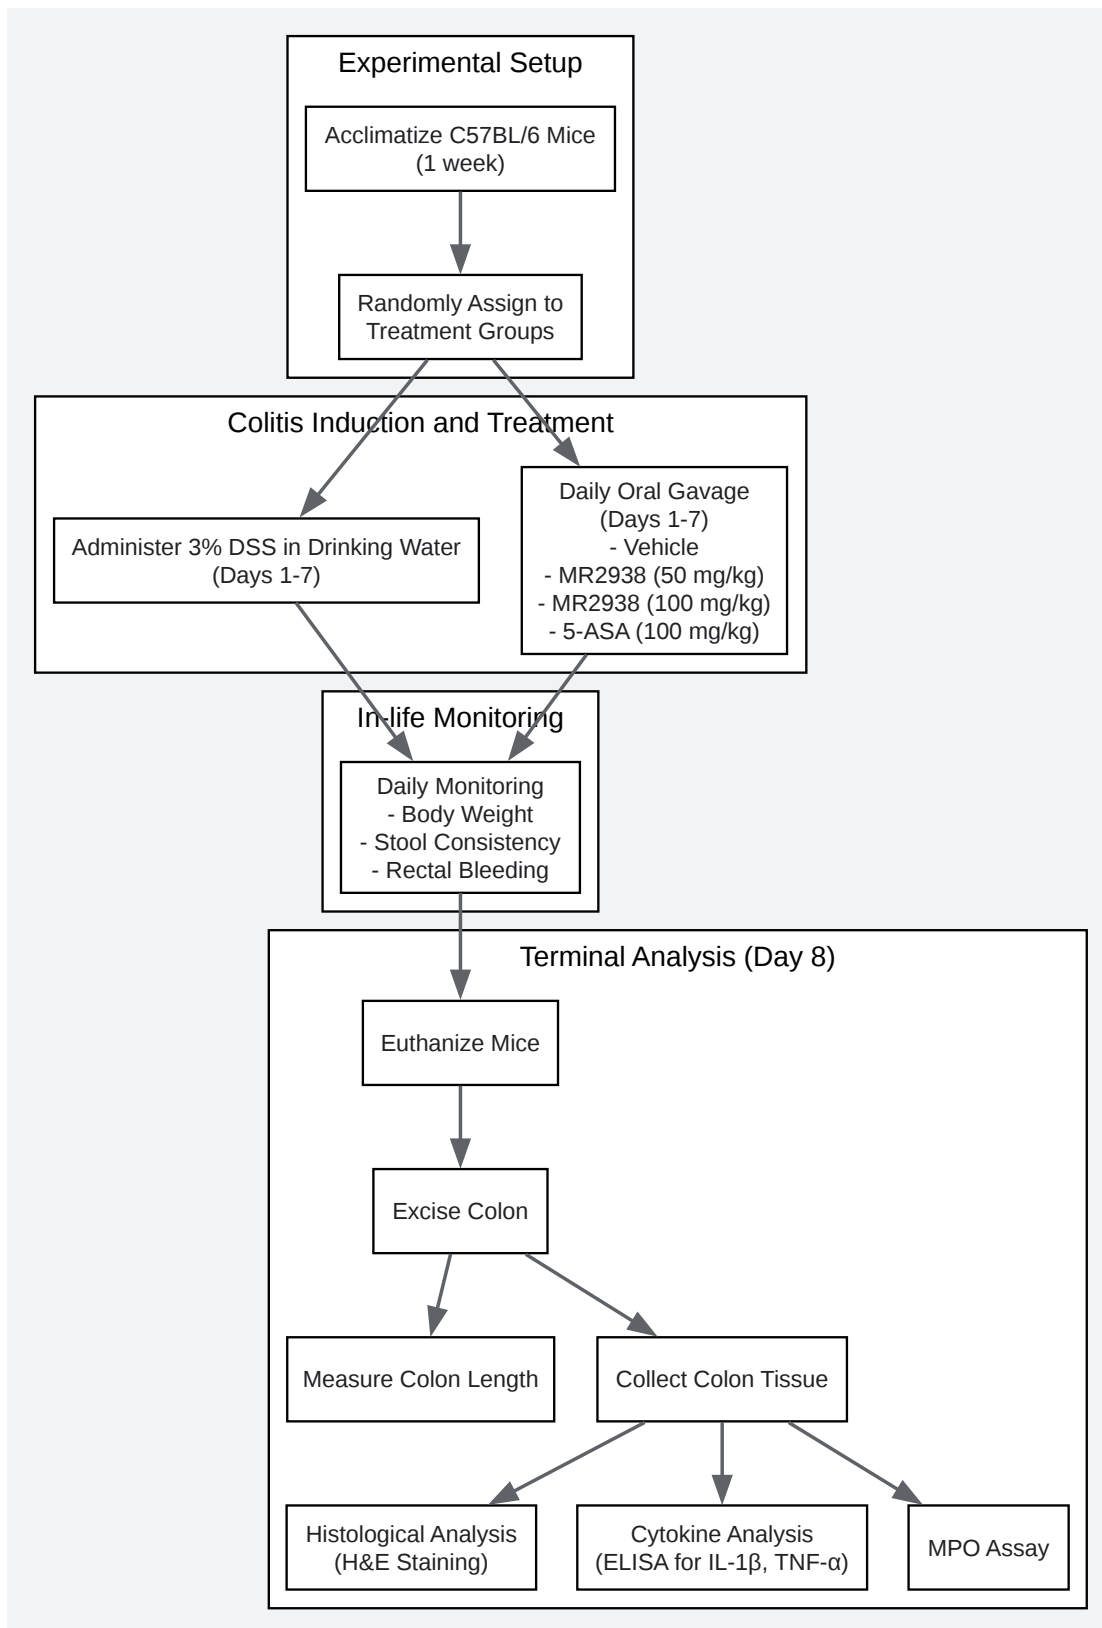 Experimental Setup
Acclimatize C57BL/6 Mice
(1 week)
Randomly Assign to
Treatment Groups
Colitis Induction and Treatment
Administer 3% DSS in Drinking Water
(Days 1-7)
Daily Oral Gavage
(Days 1-7)
- Vehicle
- MR2938 (50 mg/kg)
- MR2938 (100 mg/kg)
- 5-ASA (100 mg/kg)
In-life Monitoring
Daily Monitoring
- Body Weight
- Stool Consistency
- Rectal Bleeding
Terminal Analysis (Day 8)
Euthanize Mice
Excise Colon
Measure Colon Length
Collect Colon Tissue
Histological Analysis
(H&E Staining)
Cytokine Analysis
(ELISA for IL-1β, TNF-α)
MPO Assay